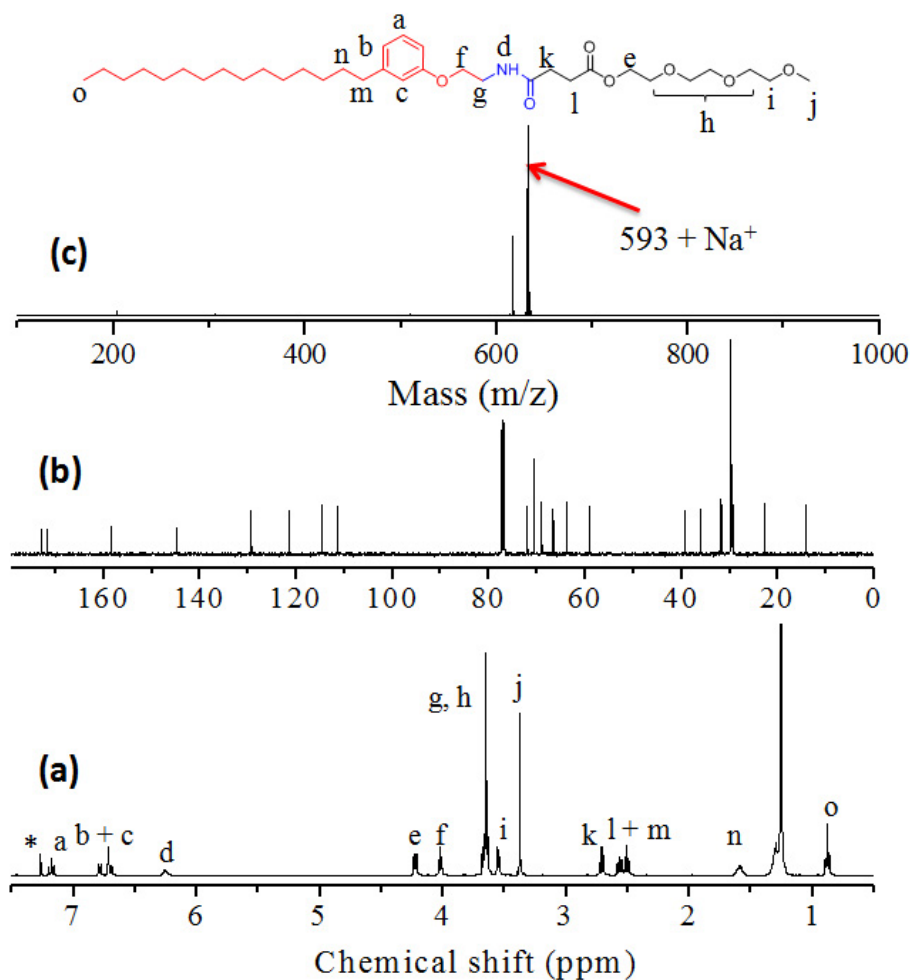 a
b
n
d
f
k
O
e
o
m
c
O
NH
O
O
O
O
g
O
l
h
i
j
(c)
593 + Na+
200 400 600 800 1000
Mass (m/z)
(b)
160 140 120 100 80 60 40 20 0
(a)
* a b + c d e f g, h i j k l + m n o
7 6 5 4 3 2 1
Chemical shift (ppm)